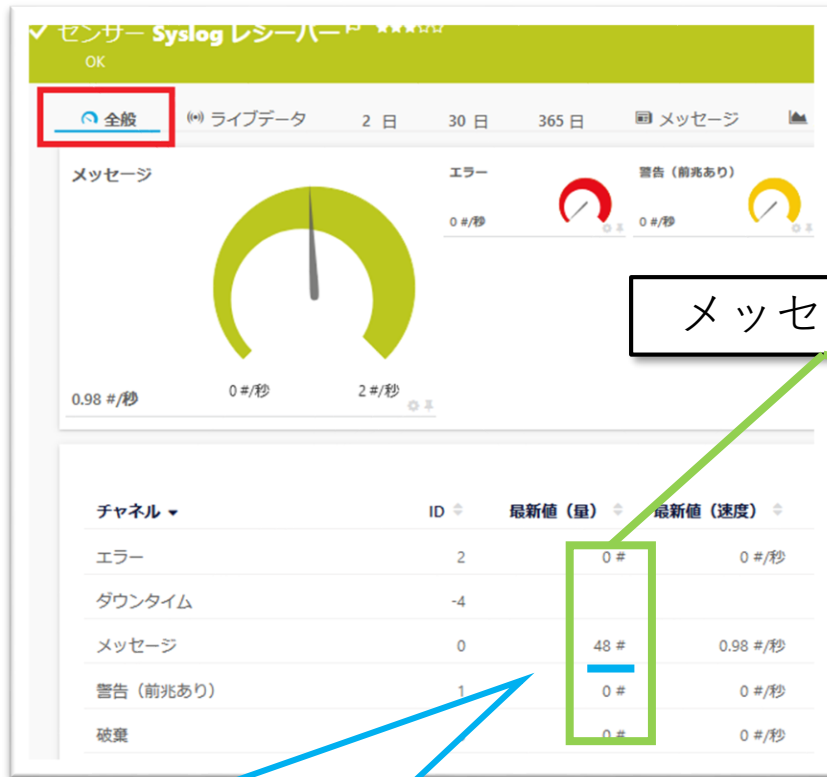 センサー Syslog レシーバー
OK
全般 ライブデータ 2 日 30 日 365 日 メッセージ
メッセージ エラー 警告（前兆あり）
0 #/秒 0 #/秒
メッセ
0.98 #/秒 0 #/秒 2 #/秒
チャネル ID 最新値（量） 最新値（速度）
エラー 2 0 # 0 #/秒
ダウンタイム -4
メッセージ 0 48 # 0.98 #/秒
警告（前兆あり） 1 0 # 0 #/秒
破棄 0 # 0 #/秒